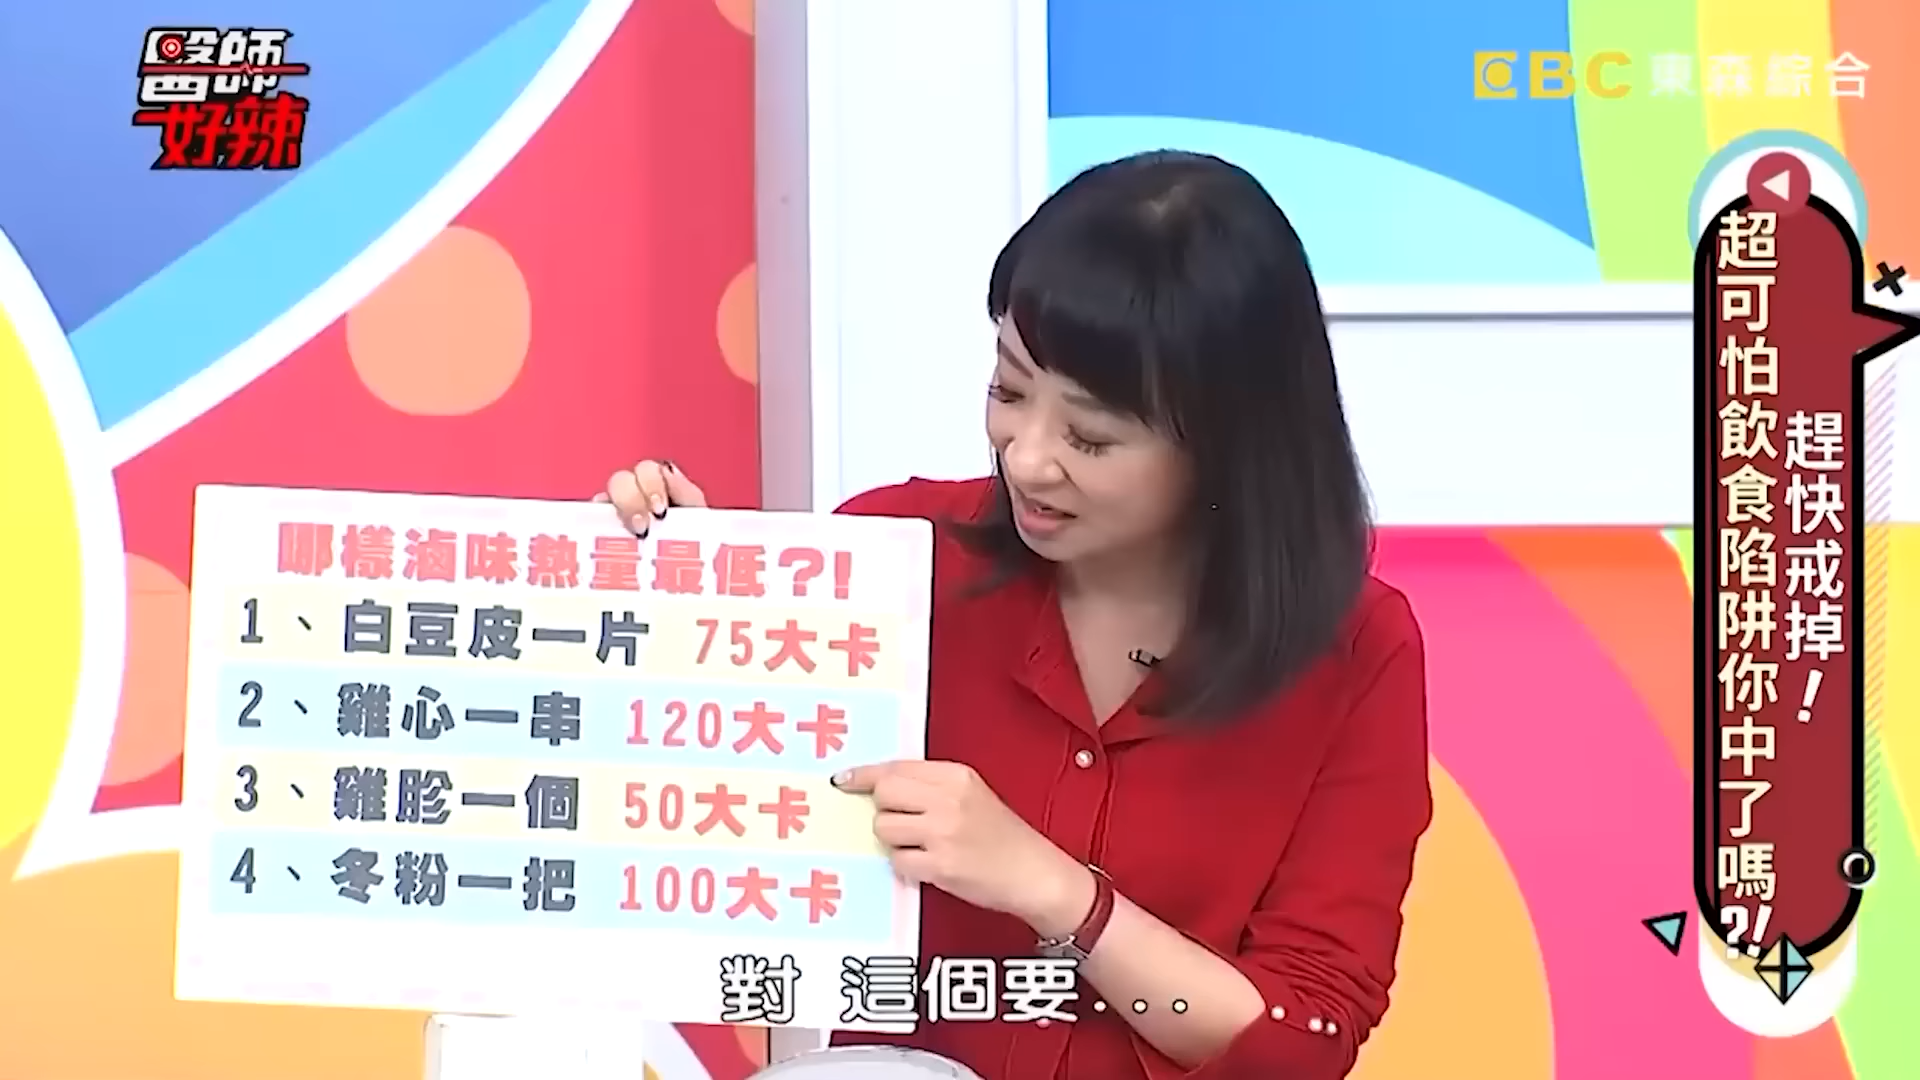 醫師
好辣
EBC 東森綜合
超可怕飲食陷阱你中了嗎?!
趕快戒掉!
哪樣滷味熱量最低?!
1、白豆皮一片 75大卡
2、雞心一串 120大卡
3、雞胗一個 50大卡
4、冬粉一把 100大卡
對 這個要...